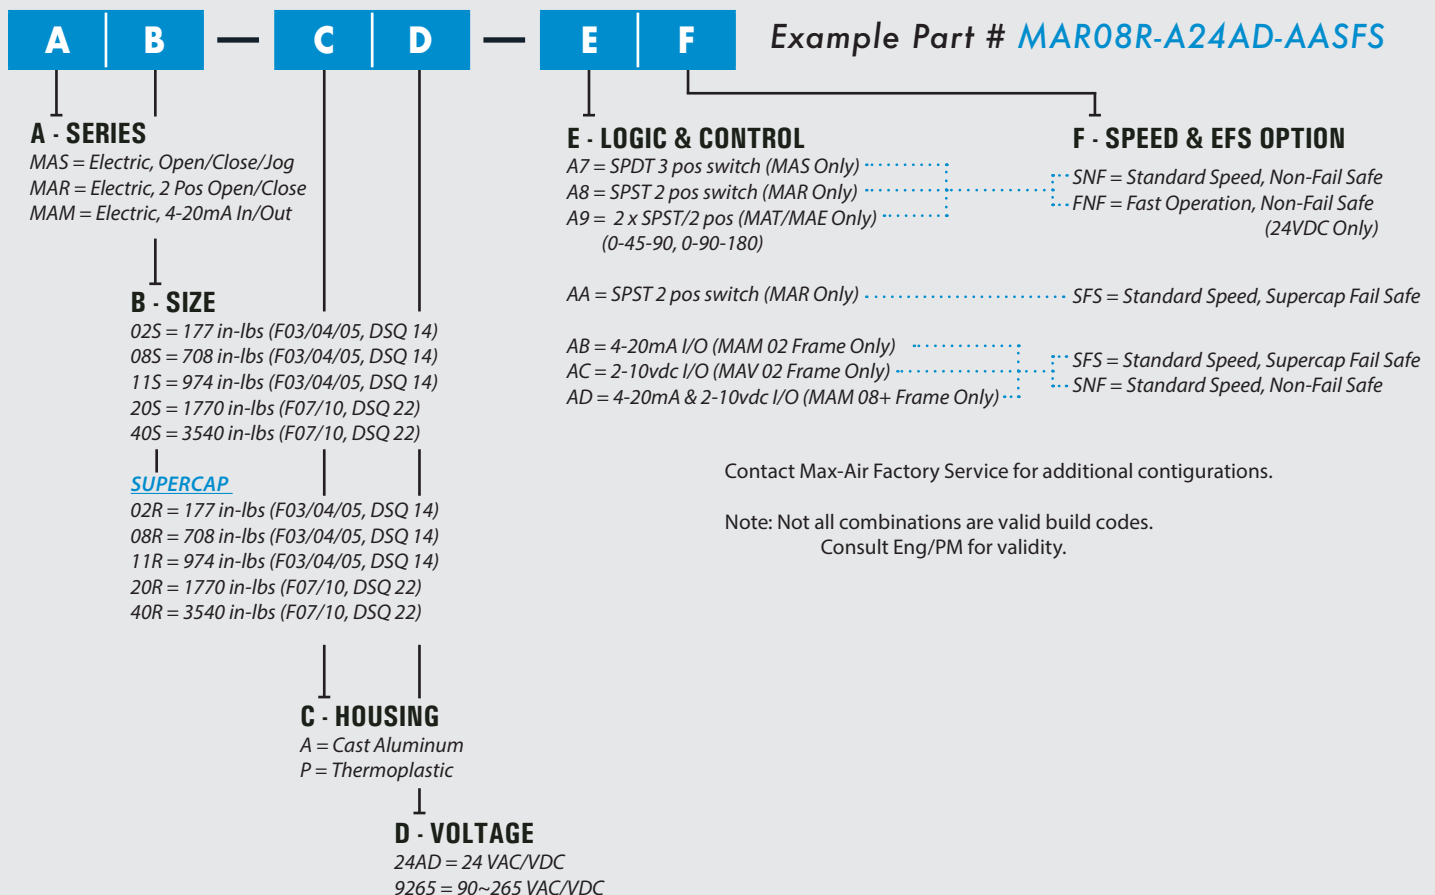 A B — C D — E F
Example Part # MAR08R-A24AD-AASFS
A - SERIES
MAS = Electric, Open/Close/Jog
MAR = Electric, 2 Pos Open/Close
MAM = Electric, 4-20mA In/Out
B - SIZE
02S = 177 in-lbs (F03/04/05, DSQ 14)
08S = 708 in-lbs (F03/04/05, DSQ 14)
11S = 974 in-lbs (F03/04/05, DSQ 14)
20S = 1770 in-lbs (F07/10, DSQ 22)
40S = 3540 in-lbs (F07/10, DSQ 22)
SUPERCAP
02R = 177 in-lbs (F03/04/05, DSQ 14)
08R = 708 in-lbs (F03/04/05, DSQ 14)
11R = 974 in-lbs (F03/04/05, DSQ 14)
20R = 1770 in-lbs (F07/10, DSQ 22)
40R = 3540 in-lbs (F07/10, DSQ 22)
C - HOUSING
A = Cast Aluminum
P = Thermoplastic
D - VOLTAGE
24AD = 24 VAC/VDC
9265 = 90~265 VAC/VDC
E - LOGIC & CONTROL
A7 = SPDT 3 pos switch (MAS Only)
A8 = SPST 2 pos switch (MAR Only)
A9 = 2 x SPST/2 pos (MAT/MAE Only)
(0-45-90, 0-90-180)
AA = SPST 2 pos switch (MAR Only)
AB = 4-20mA I/O (MAM 02 Frame Only)
AC = 2-10vdc I/O (MAV 02 Frame Only)
AD = 4-20mA & 2-10vdc I/O (MAM 08+ Frame Only)
F - SPEED & EFS OPTION
SNF = Standard Speed, Non-Fail Safe
FNF = Fast Operation, Non-Fail Safe
(24VDC Only)
SFS = Standard Speed, Supercap Fail Safe
SFS = Standard Speed, Supercap Fail Safe
SNF = Standard Speed, Non-Fail Safe
Contact Max-Air Factory Service for additional contigurations.
Note: Not all combinations are valid build codes.
Consult Eng/PM for validity.